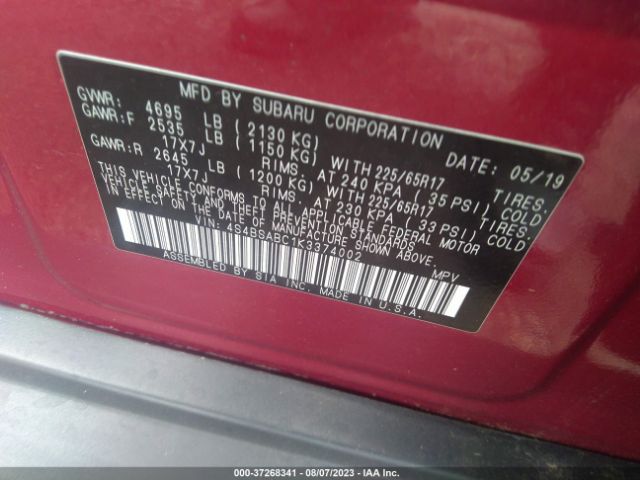 MFD BY SUBARU CORPORATION DATE: 05/19
GVWR: 4695 LB (2130 KG)
GAWR:F 2535 LB (1150 KG) WITH 225/65R17 TIRES,
17X7J RIMS, AT 240 KPA( 35 PSI) COLD
GAWR:R 2645 LB (1200 KG) WITH 225/65R17 TIRES,
17X7J RIMS, AT 230 KPA( 33 PSI) COLD
THIS VEHICLE CONFORMS TO ALL APPLICABLE FEDERAL MOTOR
VEHICLE SAFETY AND THEFT PREVENTION STANDARDS IN
EFFECT ON THE DATE OF MANUFACTURE SHOWN ABOVE.
VIN: 4S4BSABC1K3374002 MPV
ASSEMBLED BY SIA INC. MADE IN U.S.A.
000-37268341 - 08/07/2023 - IAA Inc.